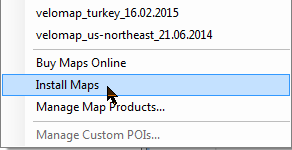 velomap_turkey_16.02.2015
velomap_us-northeast_21.06.2014
Buy Maps Online
Install Maps
Manage Map Products...
Manage Custom POIs...